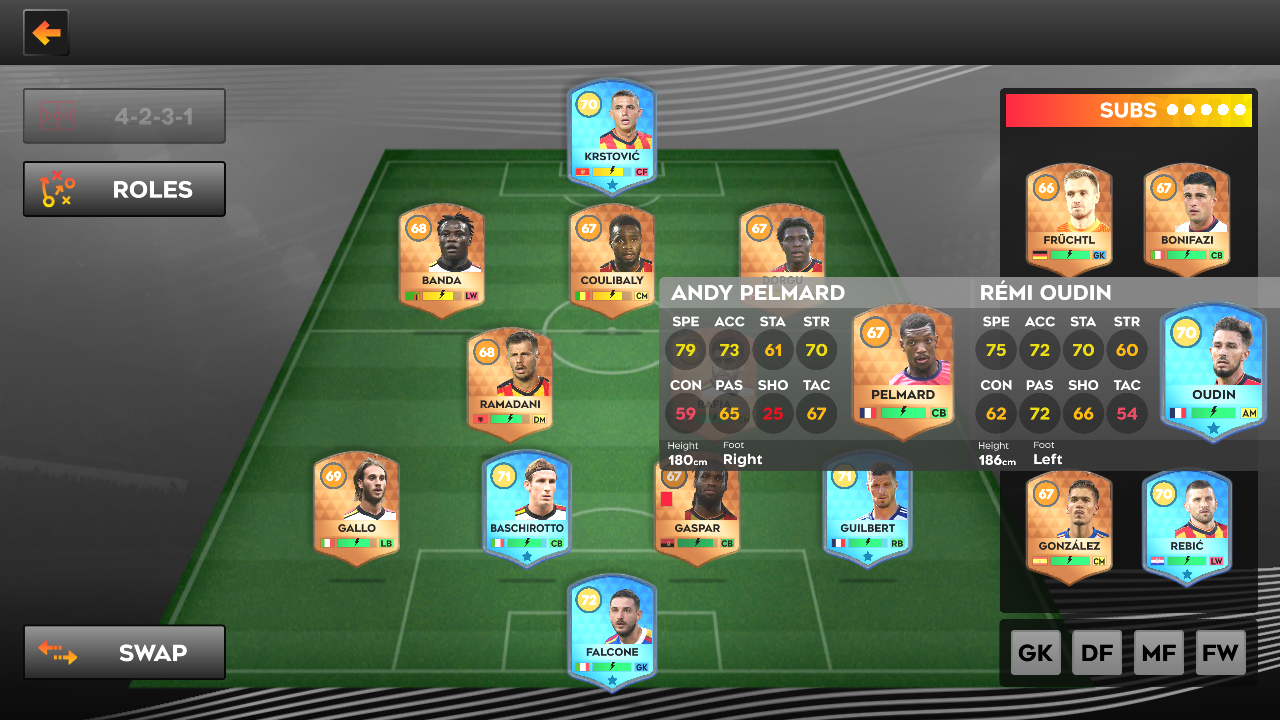 4-2-3-1
ROLES
SWAP
70
KRSTOVIĆ
CF
68
BANDA
LW
67
COULIBALY
CM
67
DORGU
68
RAMADANI
DM
RAFIA
69
GALLO
LB
71
BASCHIROTTO
CB
67
GASPAR
CB
71
GUILBERT
RB
72
FALCONE
GK
SUBS
66
FRÜCHTL
GK
67
BONIFAZI
CB
ANDY PELMARD
SPE ACC STA STR
79 73 61 70
CON PAS SHO TAC
59 65 25 67
Height Foot
180cm Right
67
PELMARD
CB
RÉMI OUDIN
SPE ACC STA STR
75 72 70 60
CON PAS SHO TAC
62 72 66 54
Height Foot
186cm Left
70
OUDIN
AM
67
GONZÁLEZ
CM
70
REBIĆ
LW
GK DF MF FW